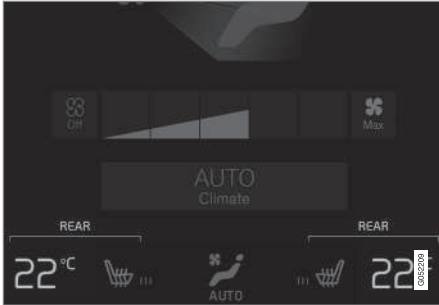 Off
Max
AUTO
Climate
REAR
REAR
22°C
22°
AUTO
G052209